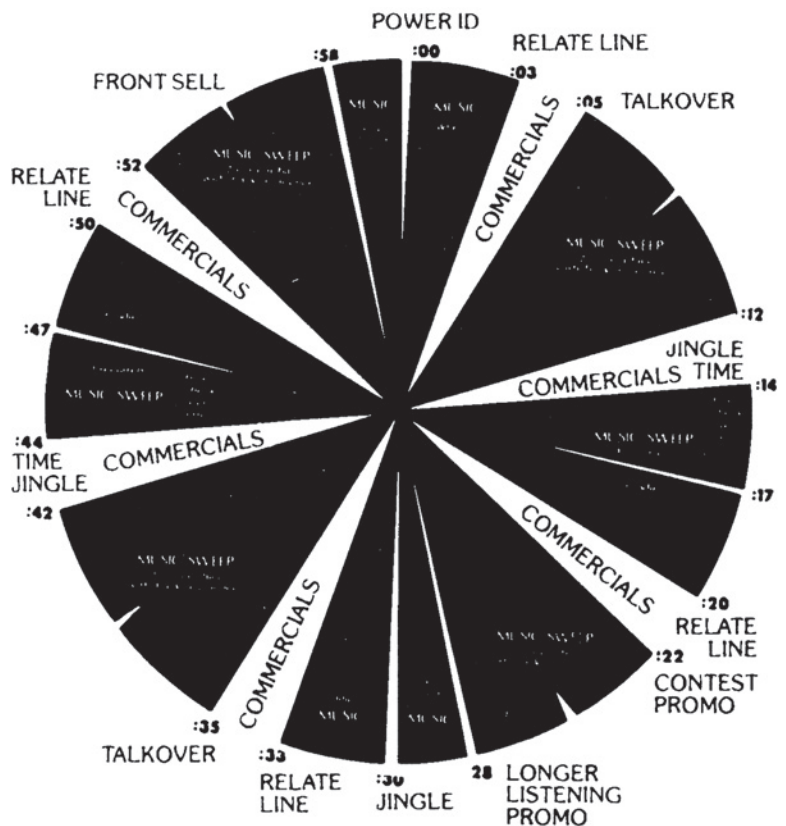 POWER ID
:00
RELATE LINE
:03
COMMERCIALS
:05
TALKOVER
MUSIC
MUSIC SWEEP
:12
JINGLE
TIME
COMMERCIALS
:14
MUSIC SWEEP
:17
COMMERCIALS
:20
RELATE
LINE
:22
CONTEST
PROMO
MUSIC SWEEP
28
LONGER
LISTENING
PROMO
MUSIC
:30
JINGLE
MUSIC
:33
RELATE
LINE
COMMERCIALS
:35
TALKOVER
MUSIC SWEEP
:42
COMMERCIALS
:44
TIME
JINGLE
MUSIC SWEEP
:47
:50
RELATE
LINE
COMMERCIALS
:52
FRONT SELL
MUSIC SWEEP
:58
MUSIC